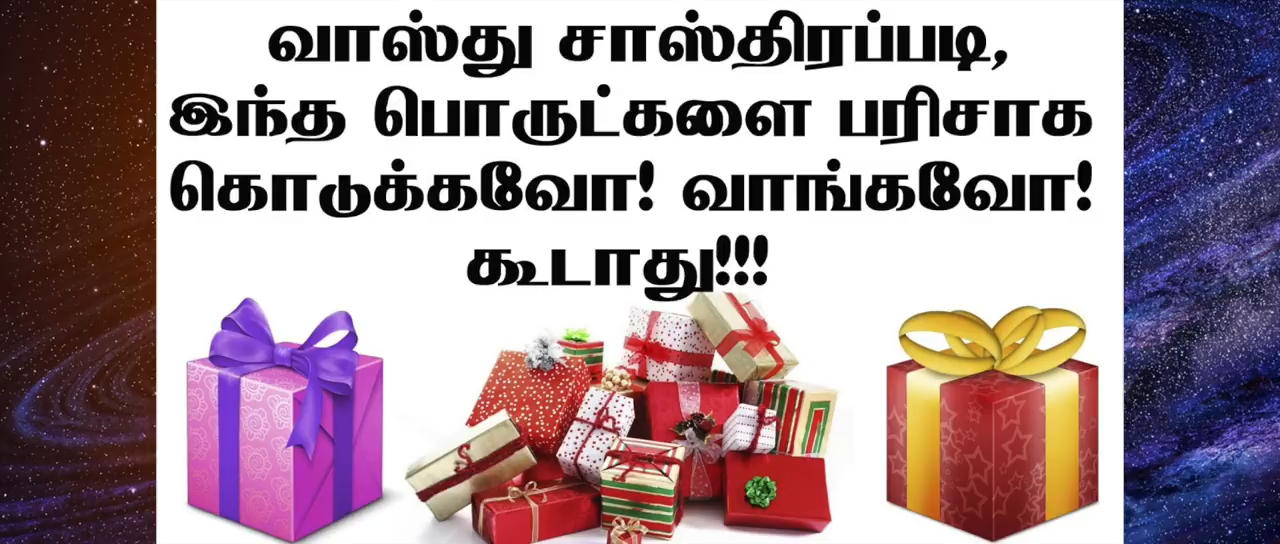 வாஸ்து சாஸ்திரப்படி,
இந்த பொருட்களை பரிசாக
கொடுக்கவோ! வாங்கவோ!
கூடாது!!!